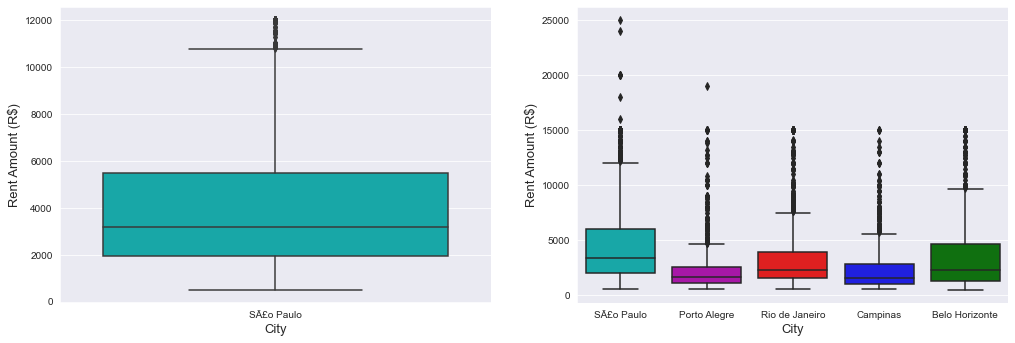 12000
10000
8000
6000
4000
2000
0
Rent Amount (R$)
SÃ£o Paulo
City
25000
20000
15000
10000
5000
0
Rent Amount (R$)
SÃ£o Paulo Porto Alegre Rio de Janeiro Campinas Belo Horizonte
City